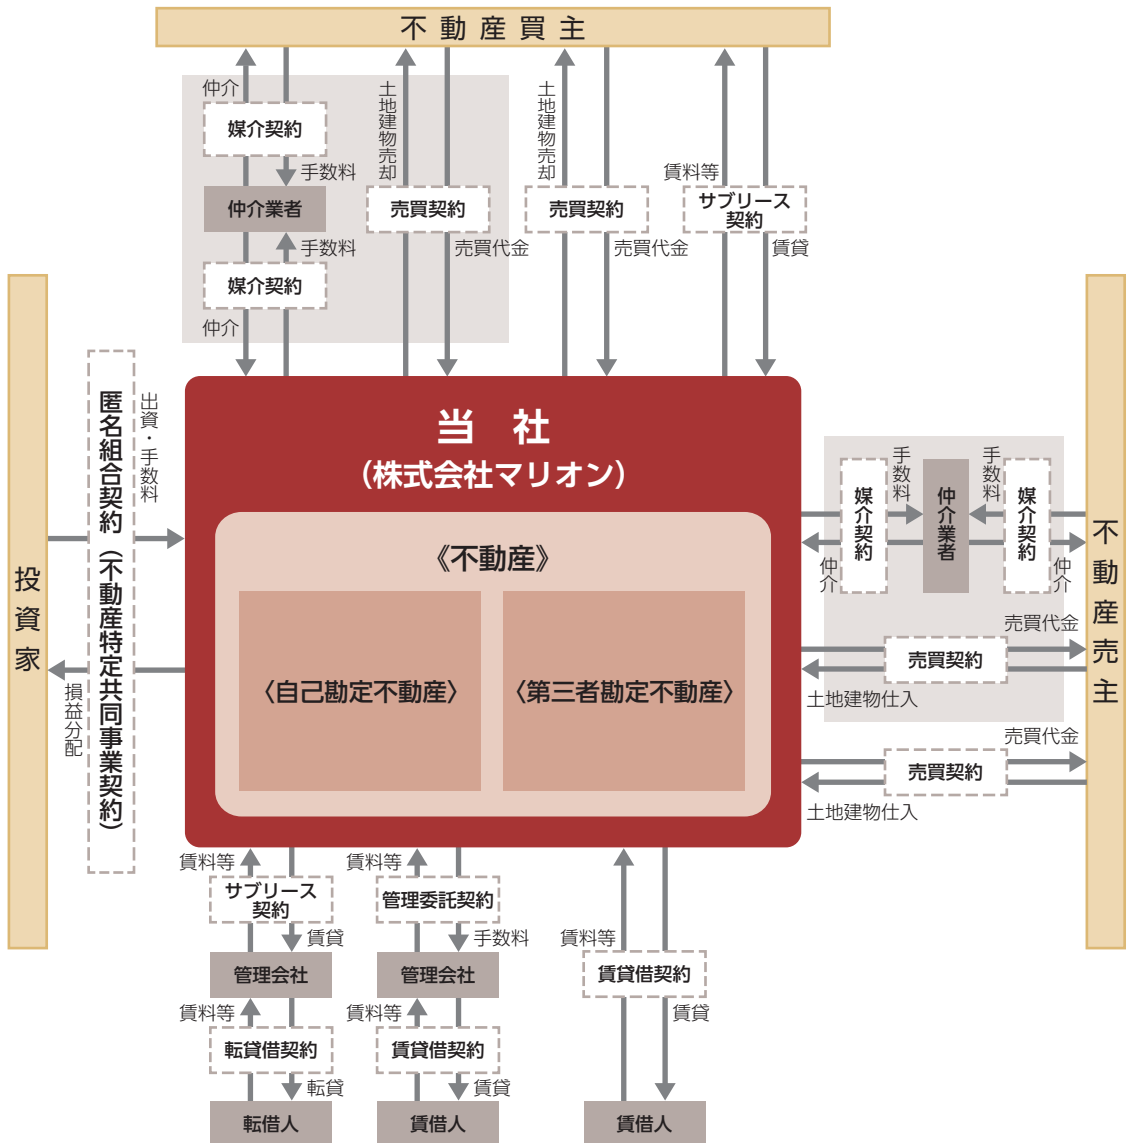 不動産買主
仲介
媒介契約
手数料
仲介業者
手数料
媒介契約
仲介
土地建物売却
売買契約
売買代金
土地建物売却
売買契約
売買代金
賃料等
サブリース
契約
賃貸
投資家
匿名組合契約（不動産特定共同事業契約）
出資・手数料
損益分配
当社
（株式会社マリオン）
《不動産》
〈自己勘定不動産〉
〈第三者勘定不動産〉
媒介契約
手数料
仲介業者
手数料
媒介契約
仲介
仲介
売買代金
売買契約
土地建物仕入
売買代金
売買契約
土地建物仕入
不動産売主
賃料等
サブリース
契約
賃貸
管理会社
賃料等
転貸借契約
転貸
転借人
賃料等
管理委託契約
手数料
管理会社
賃料等
賃貸借契約
賃貸
賃借人
賃料等
賃貸借契約
賃貸
賃借人